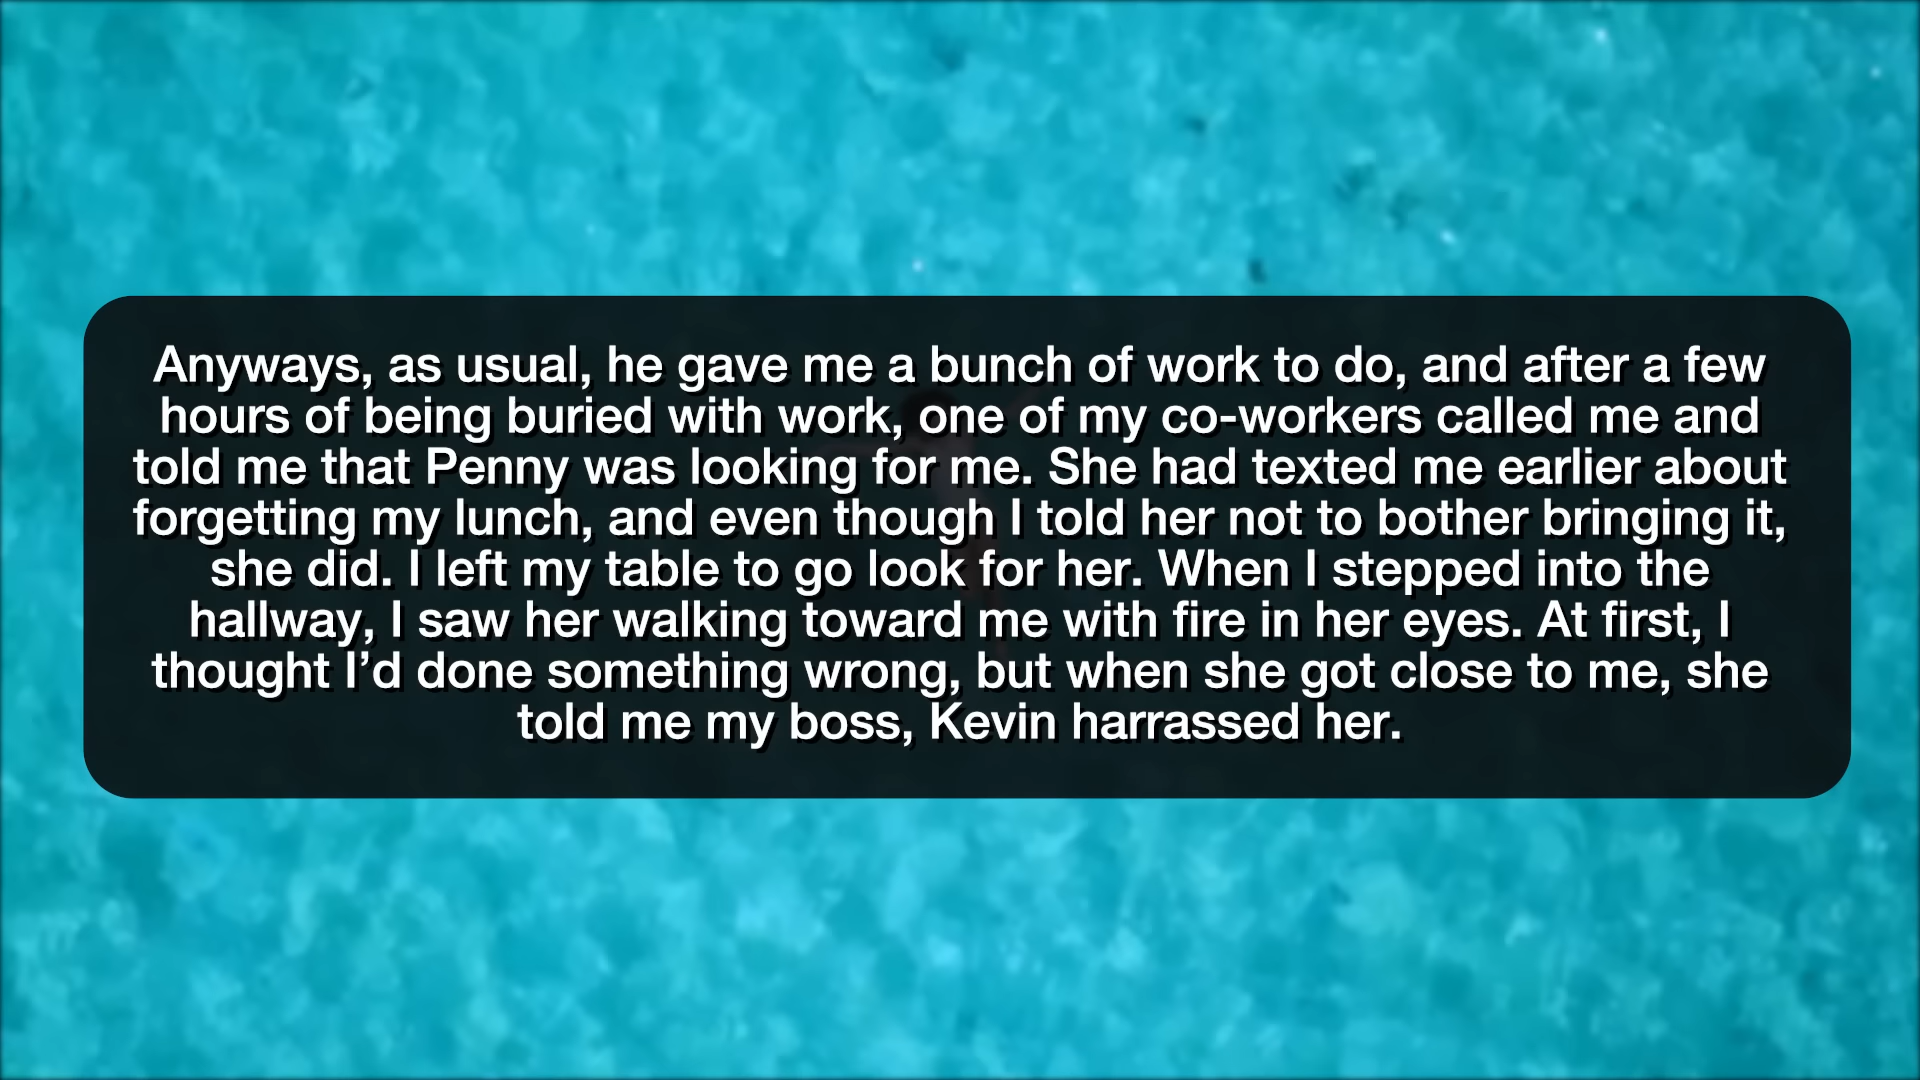 Anyways, as usual, he gave me a bunch of work to do, and after a few
hours of being buried with work, one of my co-workers called me and
told me that Penny was looking for me. She had texted me earlier about
forgetting my lunch, and even though I told her not to bother bringing it,
she did. I left my table to go look for her. When I stepped into the
hallway, I saw her walking toward me with fire in her eyes. At first, I
thought I’d done something wrong, but when she got close to me, she
told me my boss, Kevin harrassed her.